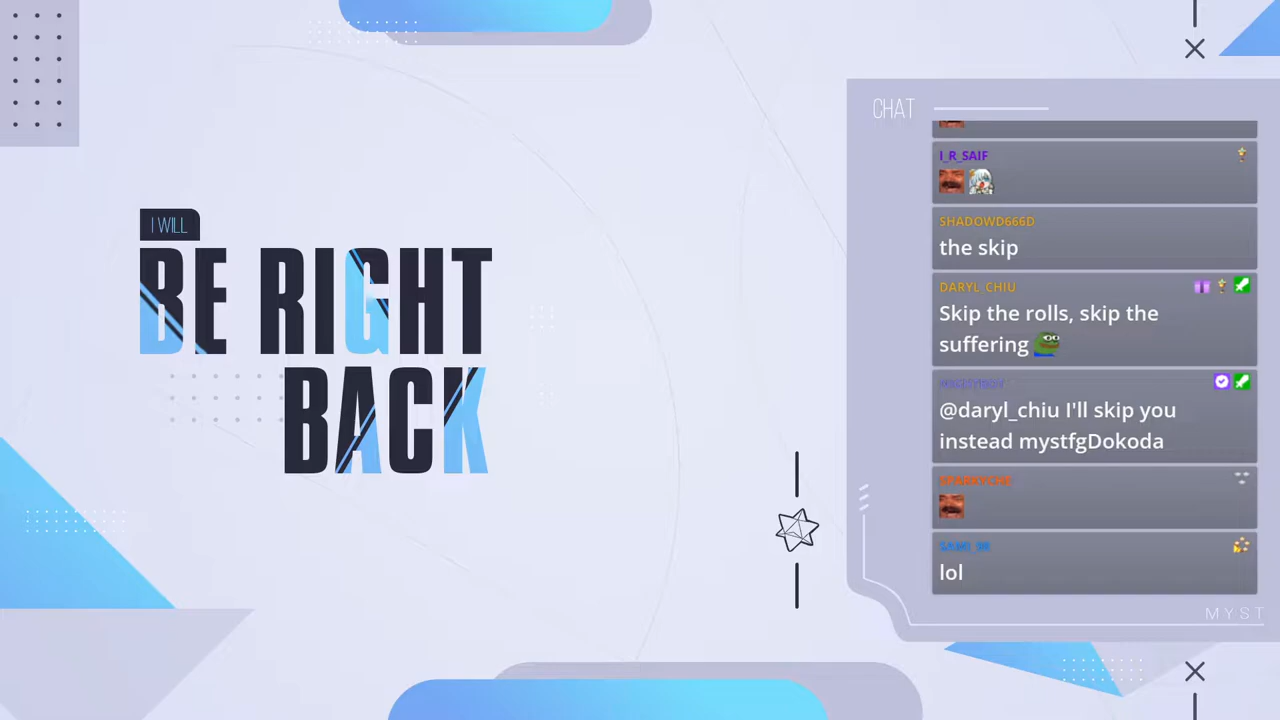 I WILL
BE RIGHT
BACK
CHAT
I_R_SAIF
SHADOWD666D
the skip
DARYL_CHIU
Skip the rolls, skip the
suffering
@daryl_chiu I'll skip you
instead mystfgDokoda
lol
MYST